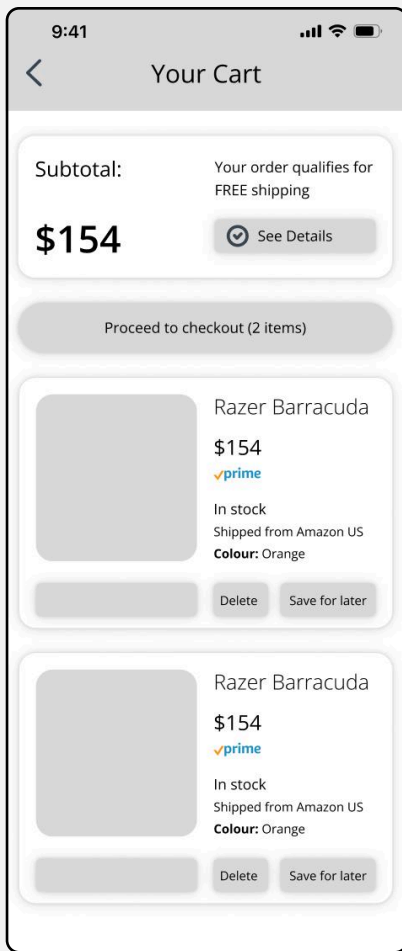 9:41
Your Cart
Subtotal:
$154
Your order qualifies for
FREE shipping
See Details
Proceed to checkout (2 items)
Razer Barracuda
$154
prime
In stock
Shipped from Amazon US
Colour: Orange
Delete
Save for later
Razer Barracuda
$154
prime
In stock
Shipped from Amazon US
Colour: Orange
Delete
Save for later